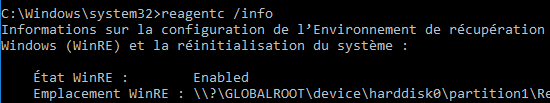 C:\Windows\system32>reagentc /info
Informations sur la configuration de l’Environnement de récupération
Windows (WinRE) et la réinitialisation du système :
État WinRE : Enabled
Emplacement WinRE : \\?\GLOBALROOT\device\harddisk0\partition1\Re